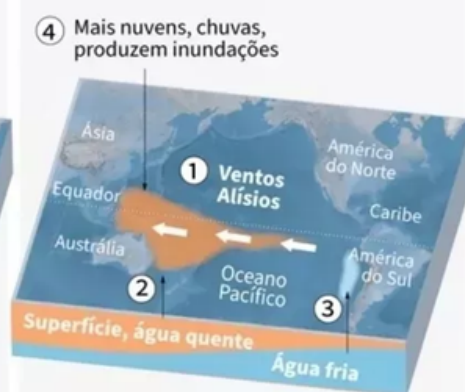 4 Mais nuvens, chuvas,
produzem inundações
Ásia
1 Ventos
Alísios
América
do Norte
Equador
Caribe
Austrália
América
do Sul
Oceano
Pacífico
2
3
Superfície, água quente
Água fria